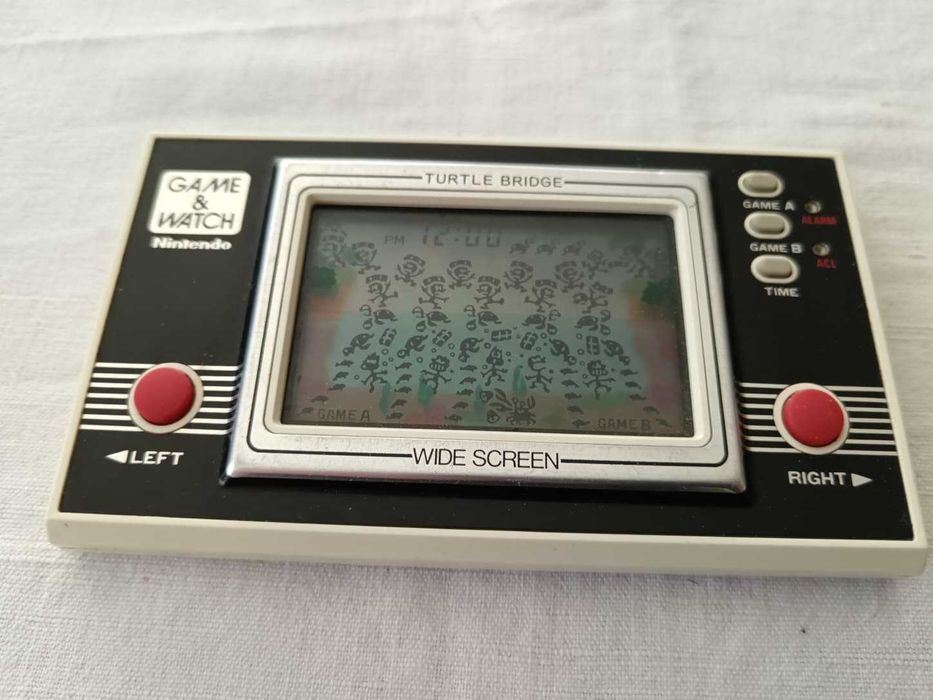 GAME
&
WATCH
Nintendo
TURTLE BRIDGE
PM 12:00
GAME A
GAME B
WIDE SCREEN
GAME A
ALARM
GAME B
ACL
TIME
◀LEFT
RIGHT▶